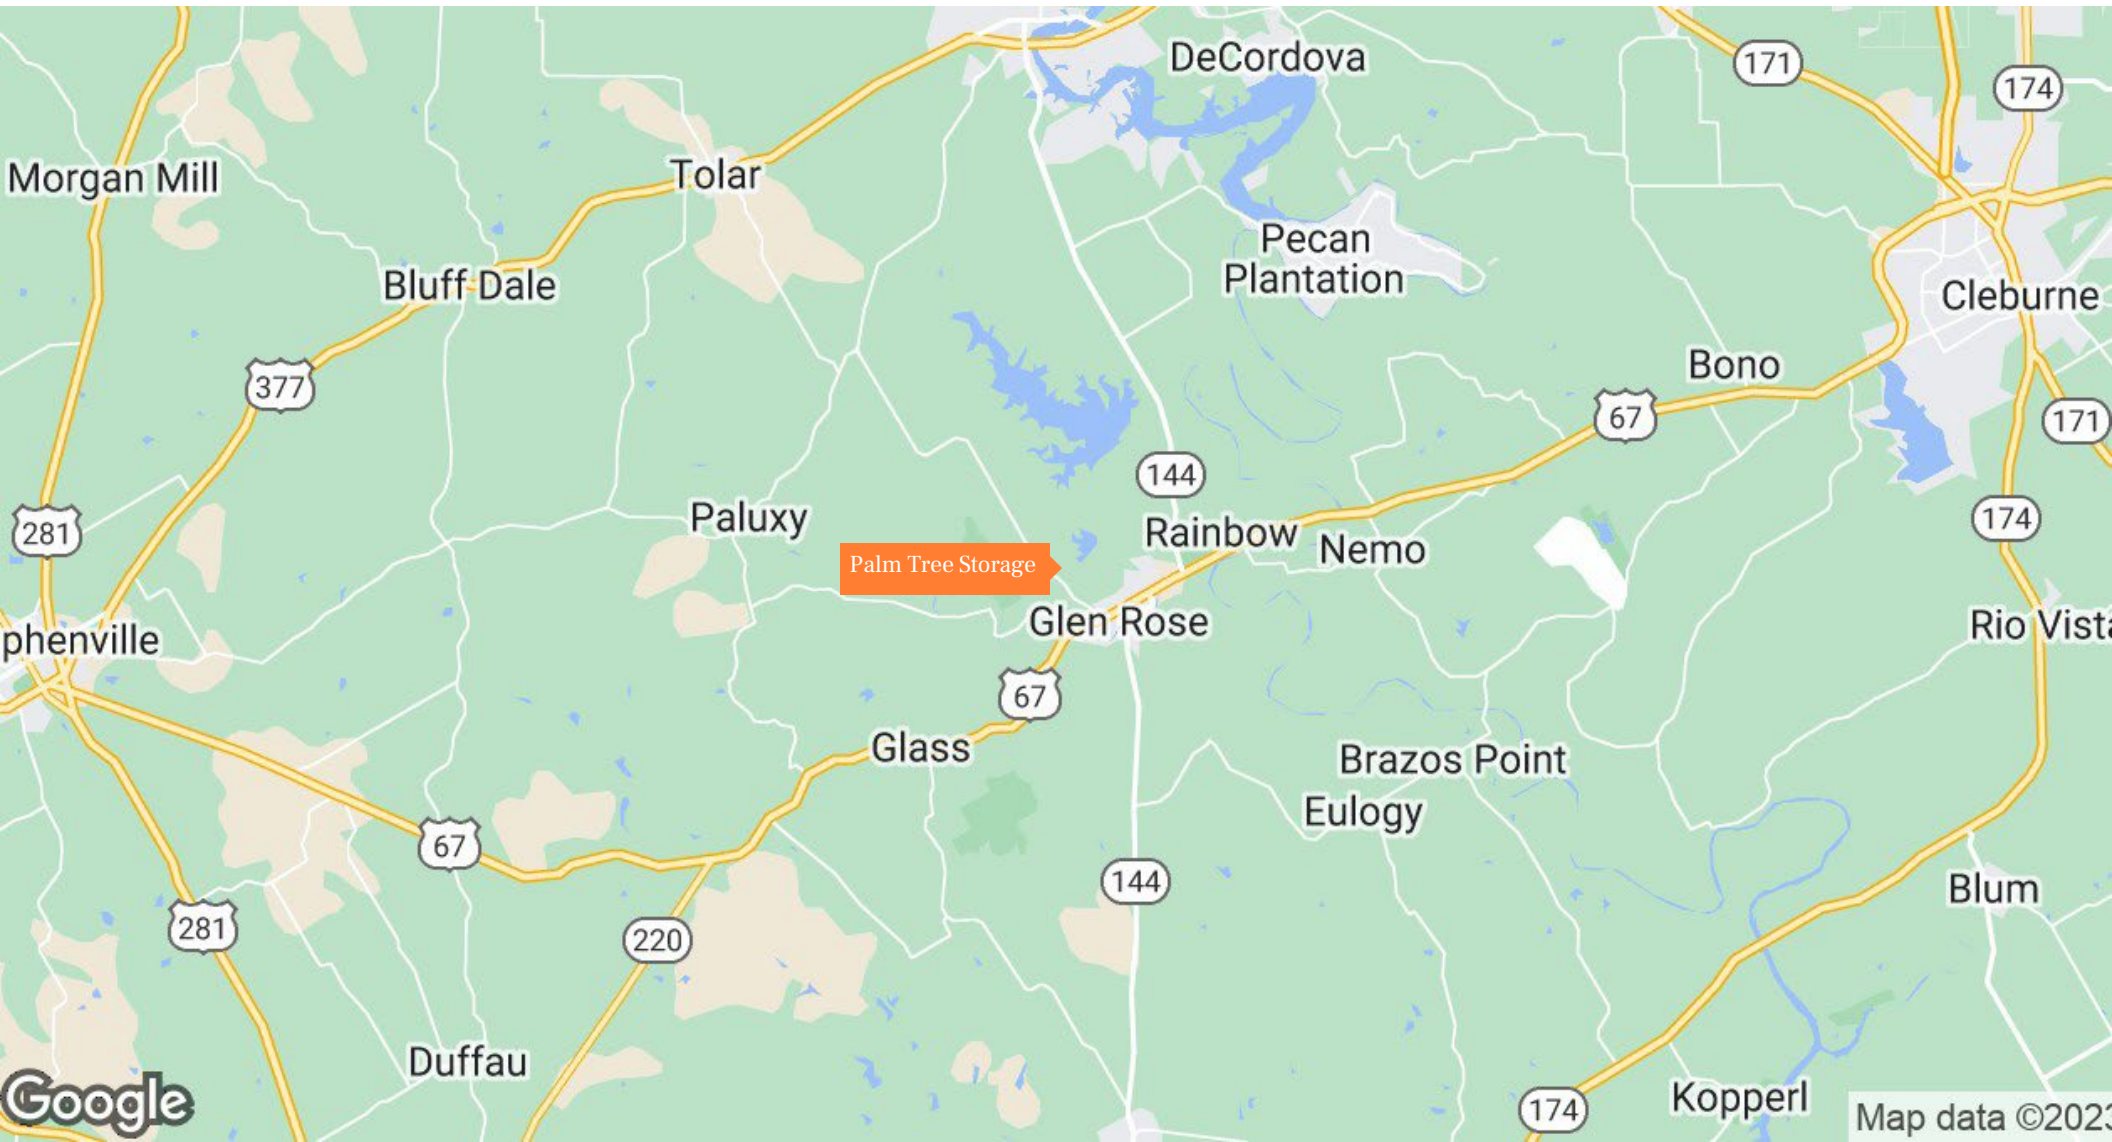 DeCordova
171
174
Morgan Mill
Tolar
Pecan
Plantation
Bluff Dale
Cleburne
377
Bono
67
171
144
281
Paluxy
174
Rainbow
Nemo
Palm Tree Storage
Glen Rose
phenville
Rio Vista
67
Glass
Brazos Point
Eulogy
67
144
Blum
281
220
Duffau
Google
Kopperl
174
Map data ©2023